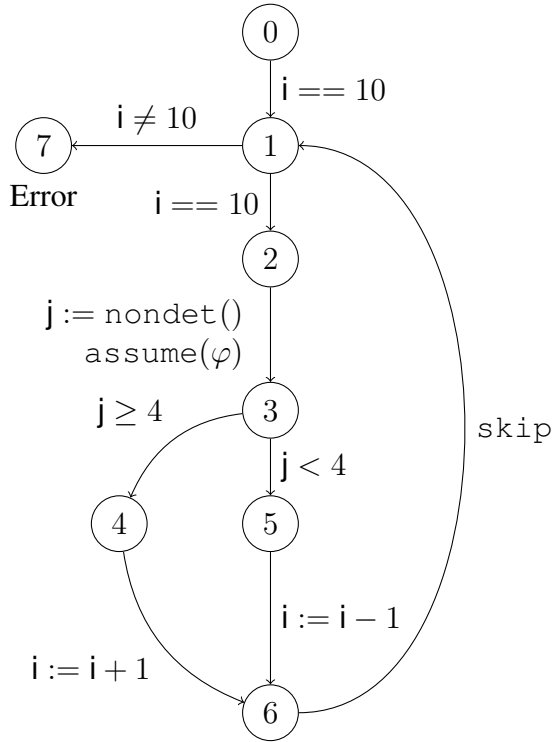 0
i == 10
i ≠ 10
7
1
Error
i == 10
2
j := nondet()
assume(φ)
j ≥ 4
3
j < 4
skip
4
5
i := i − 1
i := i + 1
6